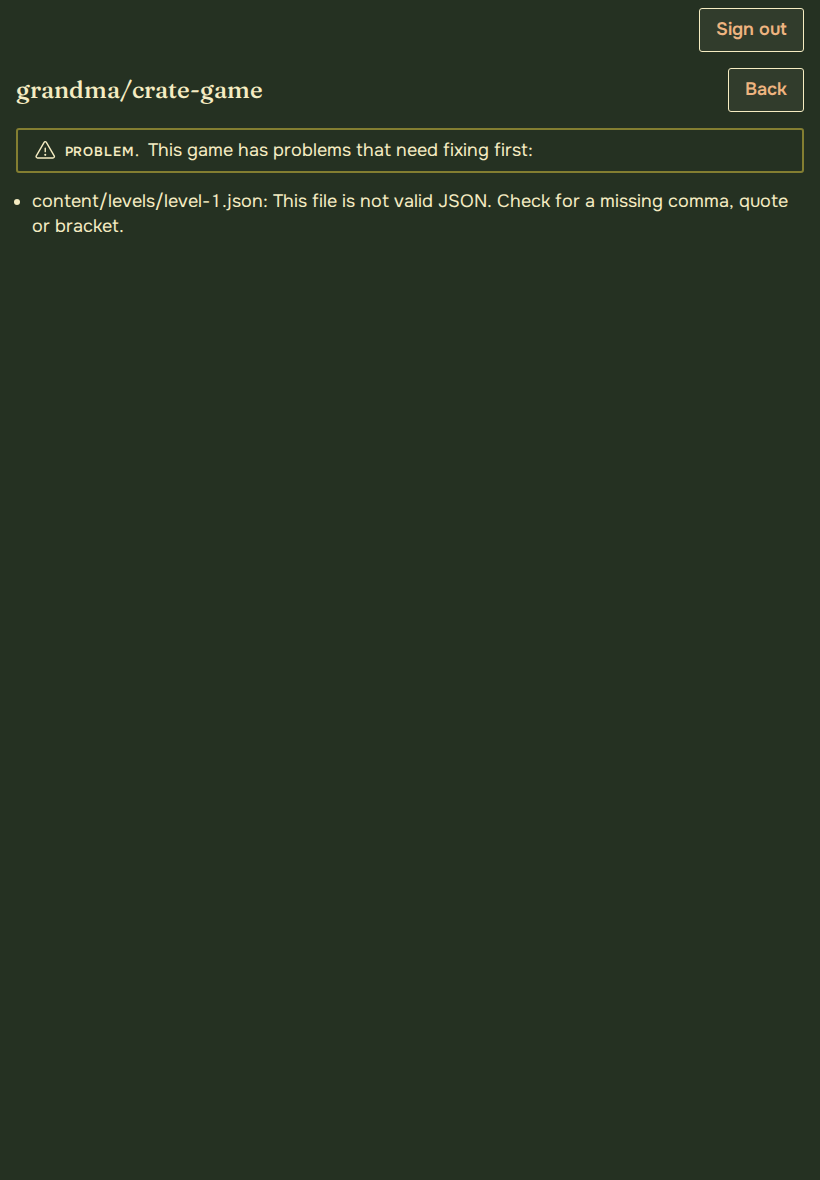 Sign out
grandma/crate-game
Back
PROBLEM. This game has problems that need fixing first:
content/levels/level-1.json: This file is not valid JSON. Check for a missing comma, quote
or bracket.